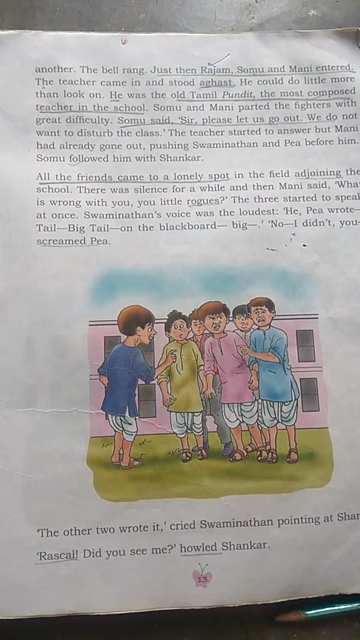 another. The bell rang. Just then Rajam, Somu and Mani entered.
The teacher came in and stood aghast. He could do little more
than look on. He was the old Tamil Pundit, the most composed
teacher in the school. Somu and Mani parted the fighters with
great difficulty. Somu said, 'Sir, please let us go out. We do not
want to disturb the class.' The teacher started to answer but Mani
had already gone out, pushing Swaminathan and Pea before him.
Somu followed him with Shankar.
All the friends came to a lonely spot in the field adjoining the
school. There was silence for a while and then Mani said, 'Wha
is wrong with you, you little rogues?' The three started to speak
at once. Swaminathan's voice was the loudest: 'He, Pea wrote—
Tail—Big Tail—on the blackboard— big—.' 'No—I didn't, you
screamed Pea.
'The other two wrote it,' cried Swaminathan pointing at Shan
'Rascal! Did you see me?' howled Shankar.
13